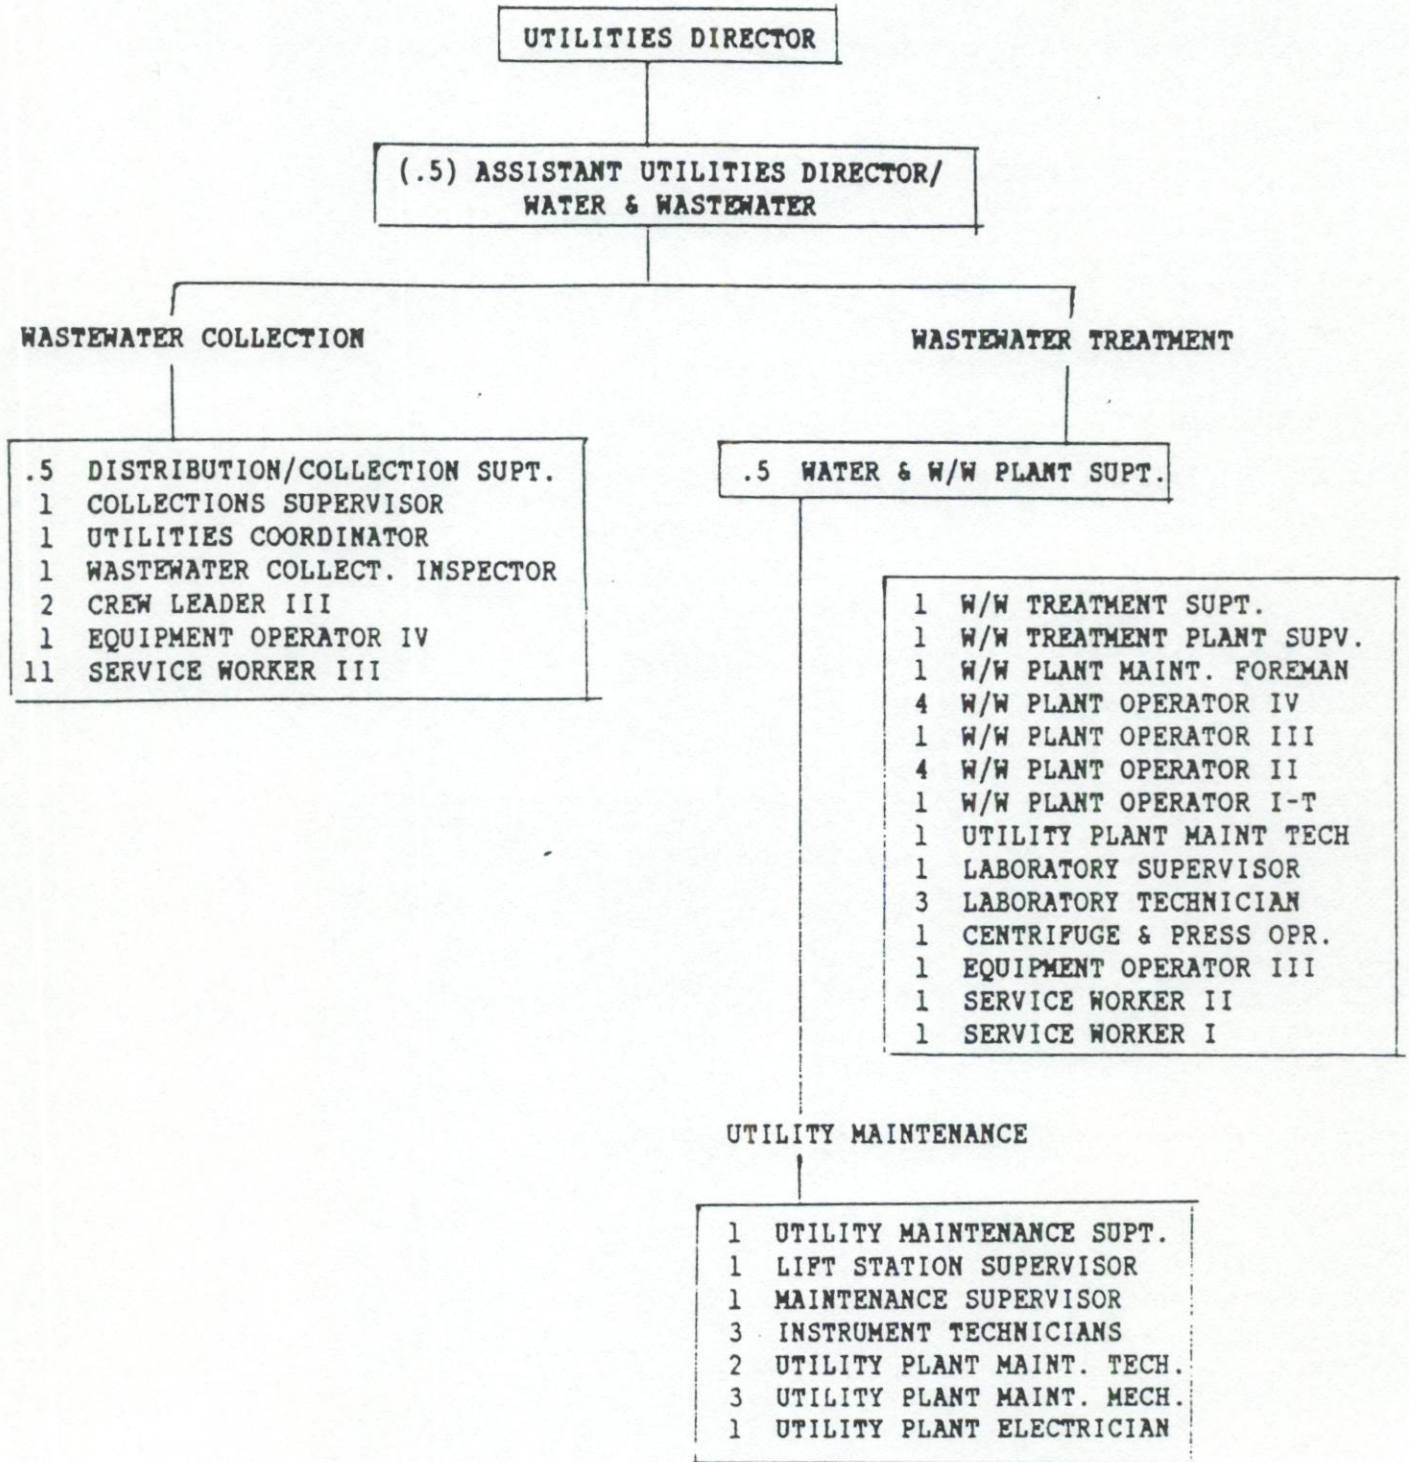 UTILITIES DIRECTOR
(.5) ASSISTANT UTILITIES DIRECTOR/
WATER & WASTEWATER
WASTEWATER COLLECTION
.5 DISTRIBUTION/COLLECTION SUPT.
1 COLLECTIONS SUPERVISOR
1 UTILITIES COORDINATOR
1 WASTEWATER COLLECT. INSPECTOR
2 CREW LEADER III
1 EQUIPMENT OPERATOR IV
11 SERVICE WORKER III
WASTEWATER TREATMENT
.5 WATER & W/W PLANT SUPT.
1 W/W TREATMENT SUPT.
1 W/W TREATMENT PLANT SUPV.
1 W/W PLANT MAINT. FOREMAN
4 W/W PLANT OPERATOR IV
1 W/W PLANT OPERATOR III
4 W/W PLANT OPERATOR II
1 W/W PLANT OPERATOR I-T
1 UTILITY PLANT MAINT TECH
1 LABORATORY SUPERVISOR
3 LABORATORY TECHNICIAN
1 CENTRIFUGE & PRESS OPR.
1 EQUIPMENT OPERATOR III
1 SERVICE WORKER II
1 SERVICE WORKER I
UTILITY MAINTENANCE
1 UTILITY MAINTENANCE SUPT.
1 LIFT STATION SUPERVISOR
1 MAINTENANCE SUPERVISOR
3 INSTRUMENT TECHNICIANS
2 UTILITY PLANT MAINT. TECH.
3 UTILITY PLANT MAINT. MECH.
1 UTILITY PLANT ELECTRICIAN